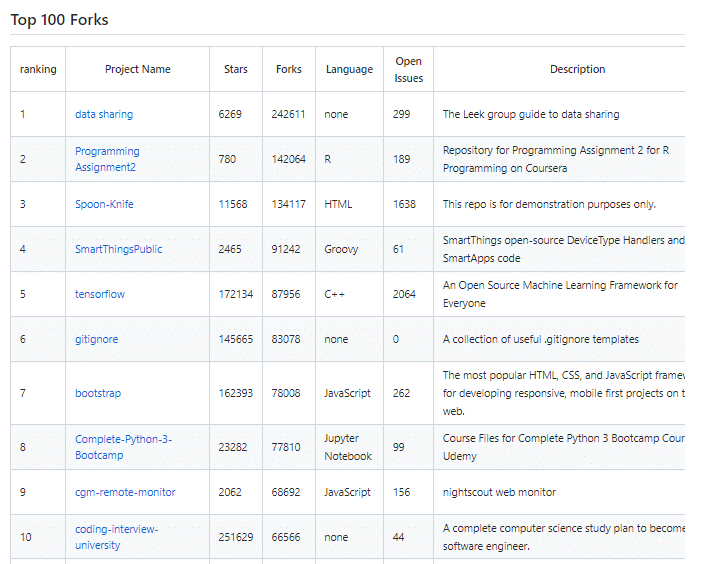 Top 100 Forks
ranking Project Name Stars Forks Language Open Issues Description
1 data sharing 6269 242611 none 299 The Leek group guide to data sharing
2 Programming Assignment2 780 142064 R 189 Repository for Programming Assignment 2 for R Programming on Coursera
3 Spoon-Knife 11568 134117 HTML 1638 This repo is for demonstration purposes only.
4 SmartThingsPublic 2465 91242 Groovy 61 SmartThings open-source DeviceType Handlers and SmartApps code
5 tensorflow 172134 87956 C++ 2064 An Open Source Machine Learning Framework for Everyone
6 gitignore 145665 83078 none 0 A collection of useful .gitignore templates
7 bootstrap 162393 78008 JavaScript 262 The most popular HTML, CSS, and JavaScript for developing responsive, mobile first projects on web.
8 Complete-Python-3-Bootcamp 23282 77810 Jupyter Notebook 99 Course Files for Complete Python 3 Bootcamp Udemy
9 cgm-remote-monitor 2062 68692 JavaScript 156 nightscout web monitor
10 coding-interview-university 251629 66566 none 44 A complete computer science study plan to become software engineer.